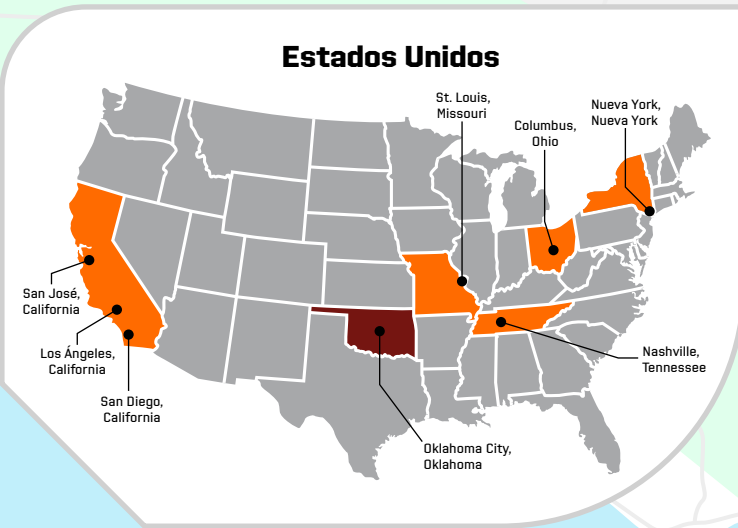 Estados Unidos
St. Louis,
Missouri
Columbus,
Ohio
Nueva York,
Nueva York
San José,
California
Los Ángeles,
California
San Diego,
California
Nashville,
Tennessee
Oklahoma City,
Oklahoma